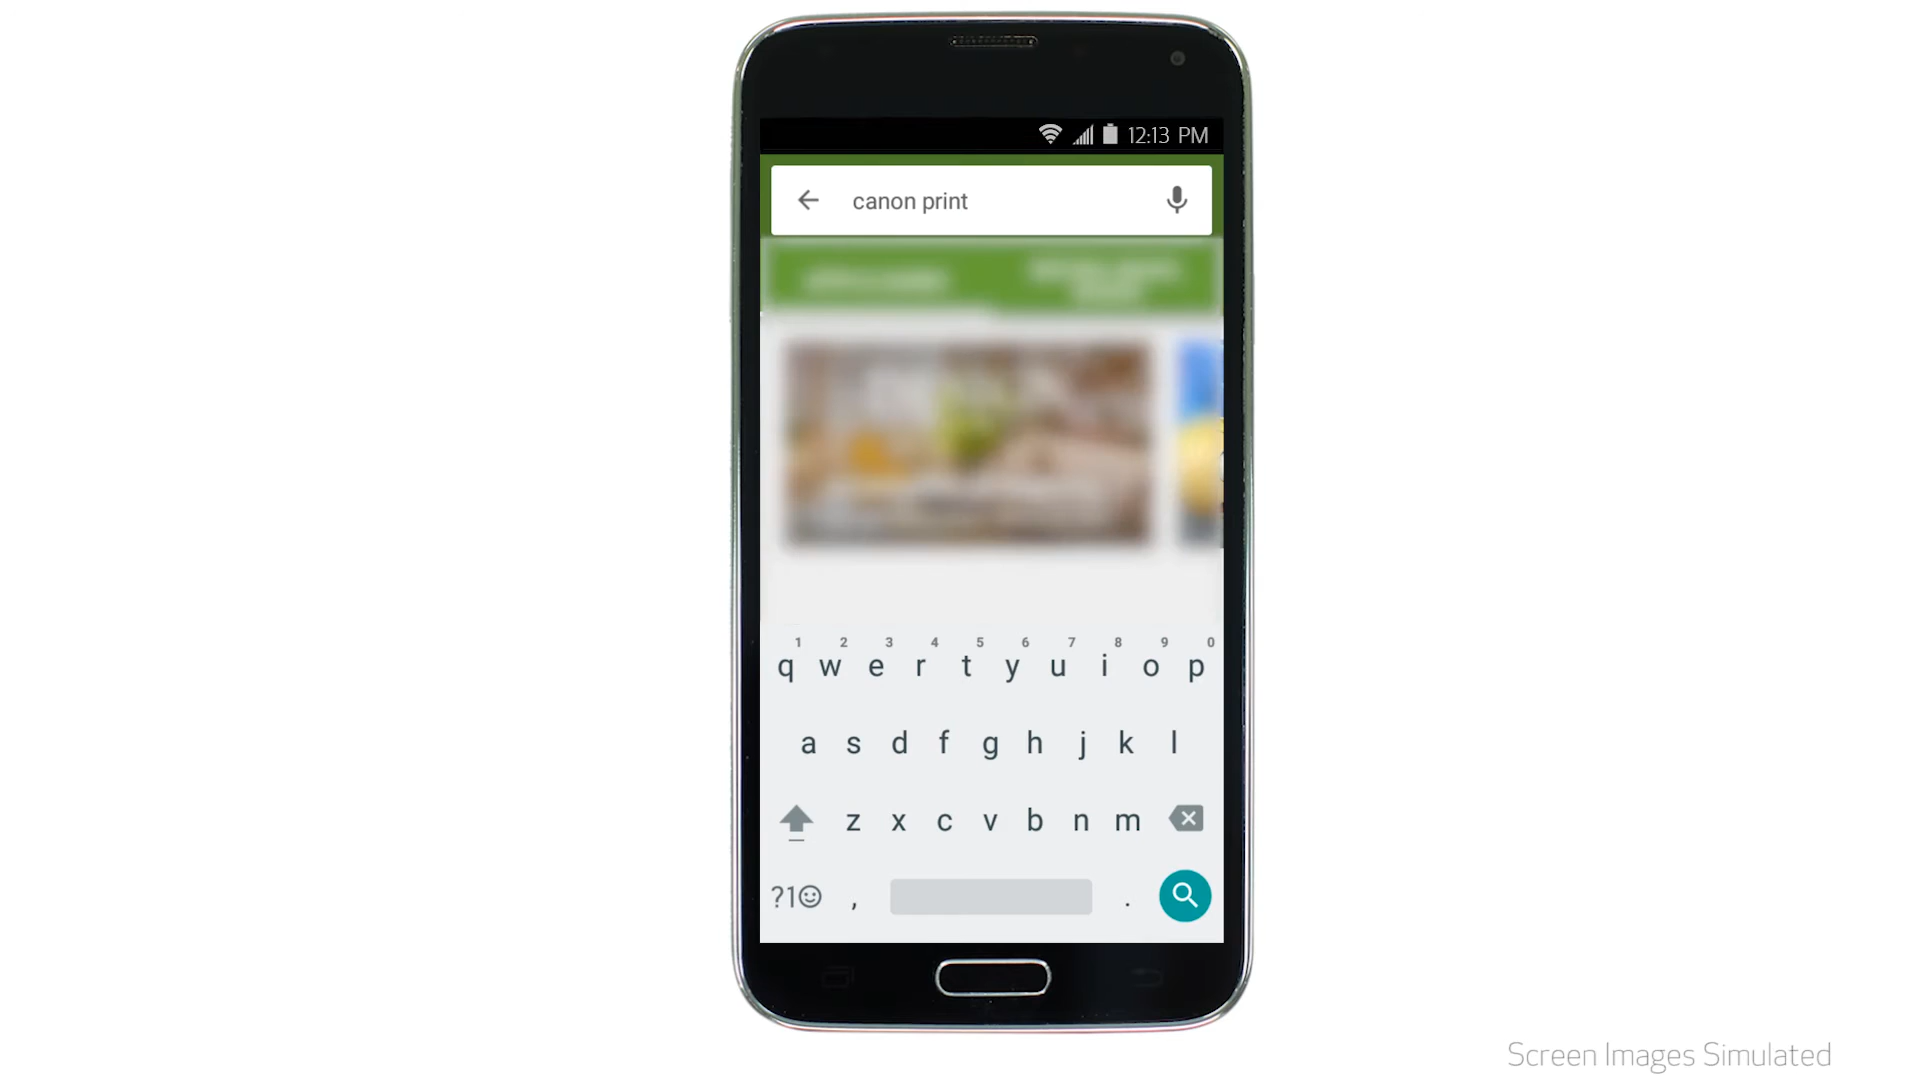 12:13 PM
canon print
1 2 3 4 5 6 7 8 9 0
q w e r t y u i o p
a s d f g h j k l
z x c v b n m
?1☺ , .
Screen Images Simulated